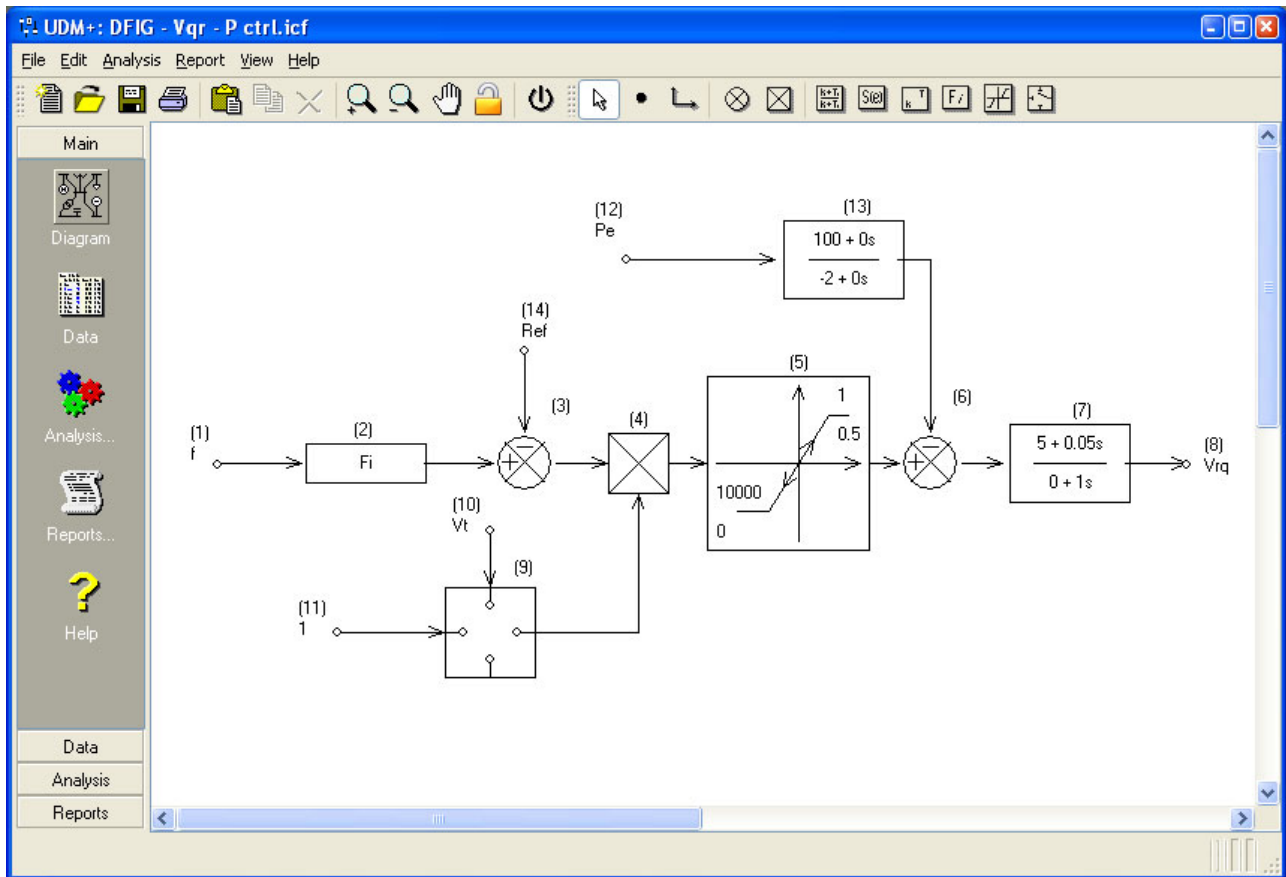 UDM+: DFIG - Vqr - P ctrl.icf
File Edit Analysis Report View Help
Main
Diagram
Data
Analysis...
Reports...
Help
Data
Analysis
Reports
(12)
Pe
(13)
100 + 0s
-2 + 0s
(14)
Ref
(1)
f
(2)
Fi
(3)
(4)
(5)
1
0.5
10000
0
(6)
(7)
5 + 0.05s
0 + 1s
(8)
Vrq
(10)
Vt
(9)
(11)
1